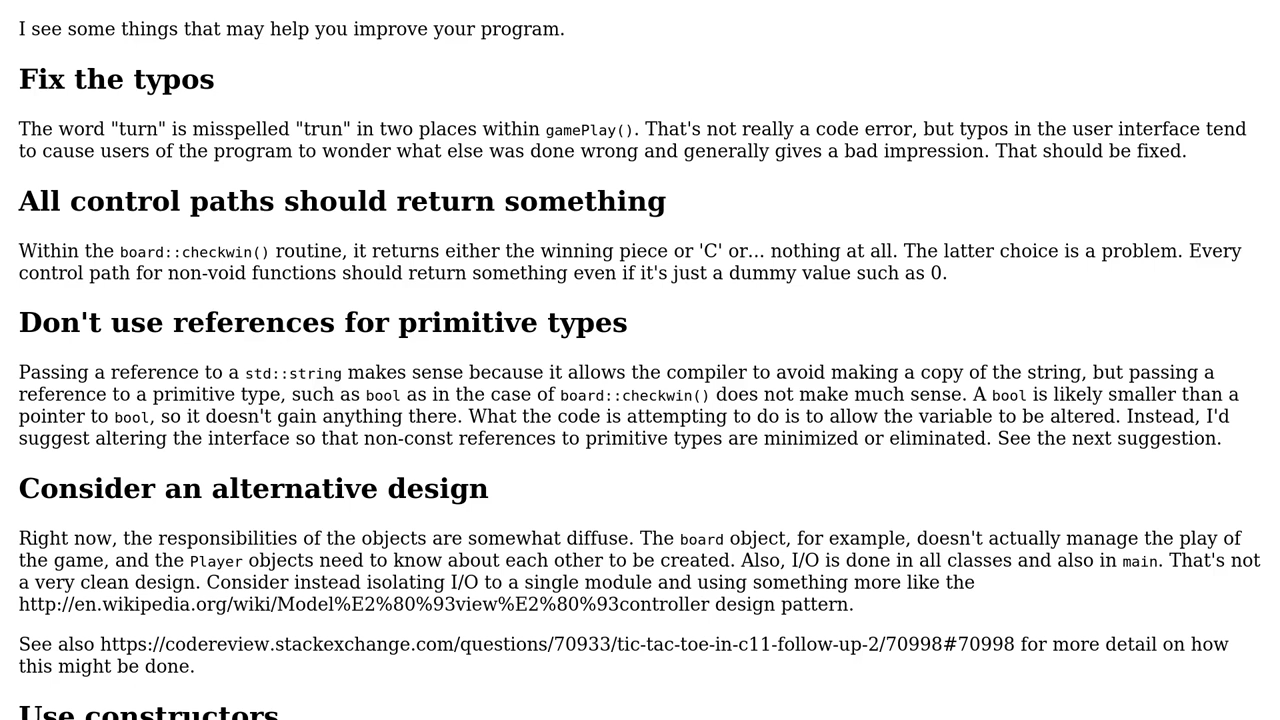 I see some things that may help you improve your program.
Fix the typos
The word "turn" is misspelled "trun" in two places within gamePlay(). That's not really a code error, but typos in the user interface tend
to cause users of the program to wonder what else was done wrong and generally gives a bad impression. That should be fixed.
All control paths should return something
Within the board::checkwin() routine, it returns either the winning piece or 'C' or... nothing at all. The latter choice is a problem. Every
control path for non-void functions should return something even if it's just a dummy value such as 0.
Don't use references for primitive types
Passing a reference to a std::string makes sense because it allows the compiler to avoid making a copy of the string, but passing a
reference to a primitive type, such as bool as in the case of board::checkwin() does not make much sense. A bool is likely smaller than a
pointer to bool, so it doesn't gain anything there. What the code is attempting to do is to allow the variable to be altered. Instead, I'd
suggest altering the interface so that non-const references to primitive types are minimized or eliminated. See the next suggestion.
Consider an alternative design
Right now, the responsibilities of the objects are somewhat diffuse. The board object, for example, doesn't actually manage the play of
the game, and the Player objects need to know about each other to be created. Also, I/O is done in all classes and also in main. That's not
a very clean design. Consider instead isolating I/O to a single module and using something more like the
http://en.wikipedia.org/wiki/Model%E2%80%93view%E2%80%93controller design pattern.
See also https://codereview.stackexchange.com/questions/70933/tic-tac-toe-in-c11-follow-up-2/70998#70998 for more detail on how
this might be done.
Use constructors